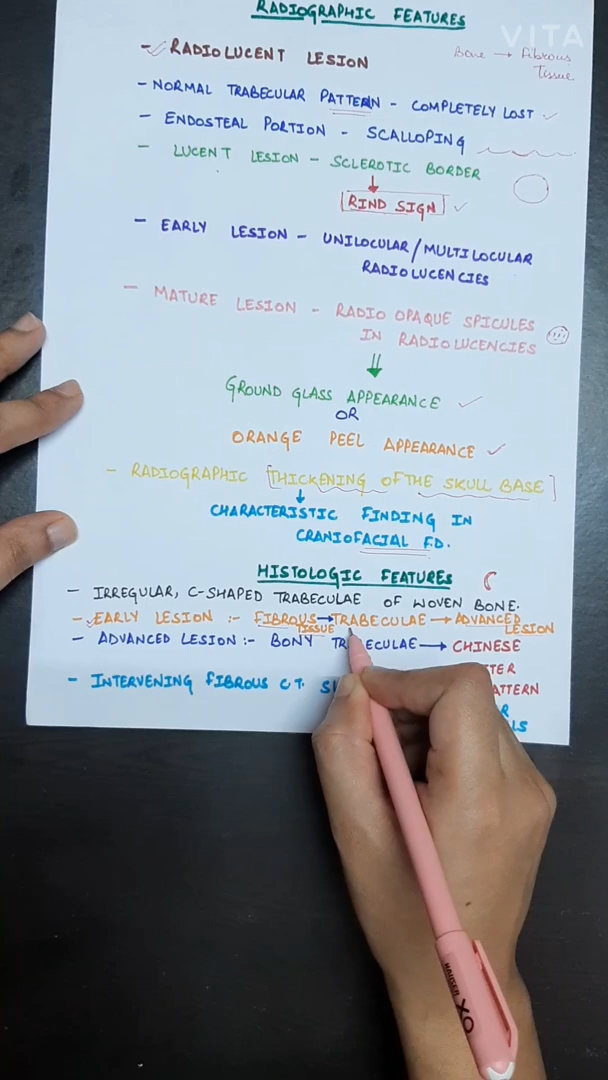 RADIOGRAPHIC FEATURES
VITA
- RADIOLUCENT LESION
Bone → Fibrous
Tissue
- NORMAL TRABECULAR PATTERN - COMPLETELY LOST
- ENDOSTEAL PORTION - SCALLOPING
- LUCENT LESION - SCLEROTIC BORDER
RIND SIGN
- EARLY LESION - UNILOCULAR/MULTILOCULAR
RADIOLUCENCIES
- MATURE LESION - RADIO OPAQUE SPICULES
IN RADIOLUCENCIES
GROUND GLASS APPEARANCE
OR
ORANGE PEEL APPEARANCE
- RADIOGRAPHIC [THICKENING OF THE SKULL BASE]
CHARACTERISTIC FINDING IN
CRANIOFACIAL F.D.
HISTOLOGIC FEATURES
- IRREGULAR, C-SHAPED TRABECULAE OF WOVEN BONE.
- EARLY LESION :- FIBROUS → TRABECULAE → ADVANCED
TISSUE LESION
- ADVANCED LESION :- BONY TRABECULAE → CHINESE
PATTERN
- INTERVENING FIBROUS C.T.
HAUSER XO